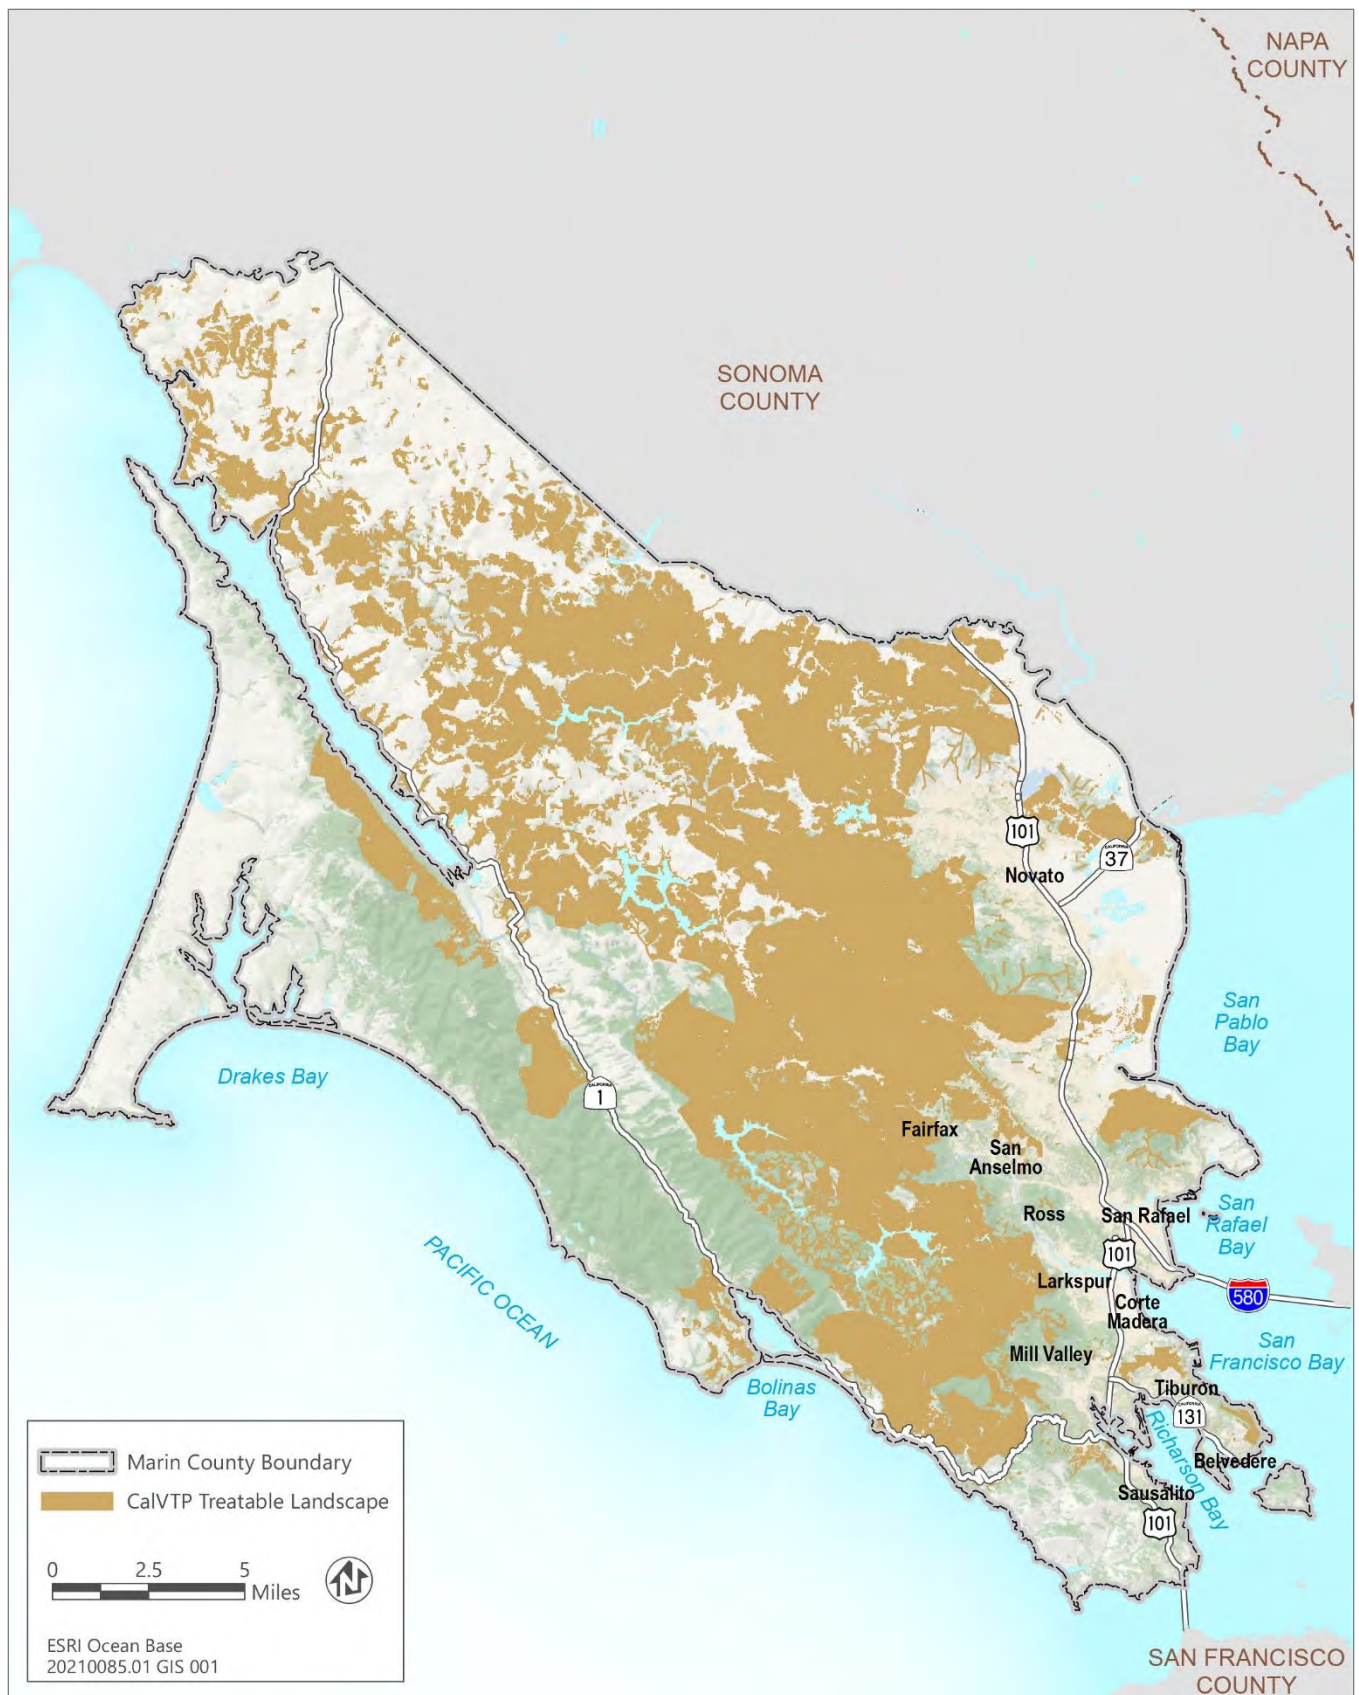 NAPA
COUNTY
SONOMA
COUNTY
101
37
Novato
San
Pablo
Bay
Drakes Bay
CALIFORNIA
1
Fairfax
San
Anselmo
Ross
San Rafael
San
Rafael
Bay
101
Larkspur
580
Corte
Madera
PACIFIC OCEAN
San
Francisco Bay
Mill Valley
Bolinas
Bay
Tiburon
CALIFORNIA
131
Richarson Bay
Belvedere
Sausalito
101
Marin County Boundary
CalVTP Treatable Landscape
0 2.5 5
Miles
N
ESRI Ocean Base
20210085.01 GIS 001
SAN FRANCISCO
COUNTY